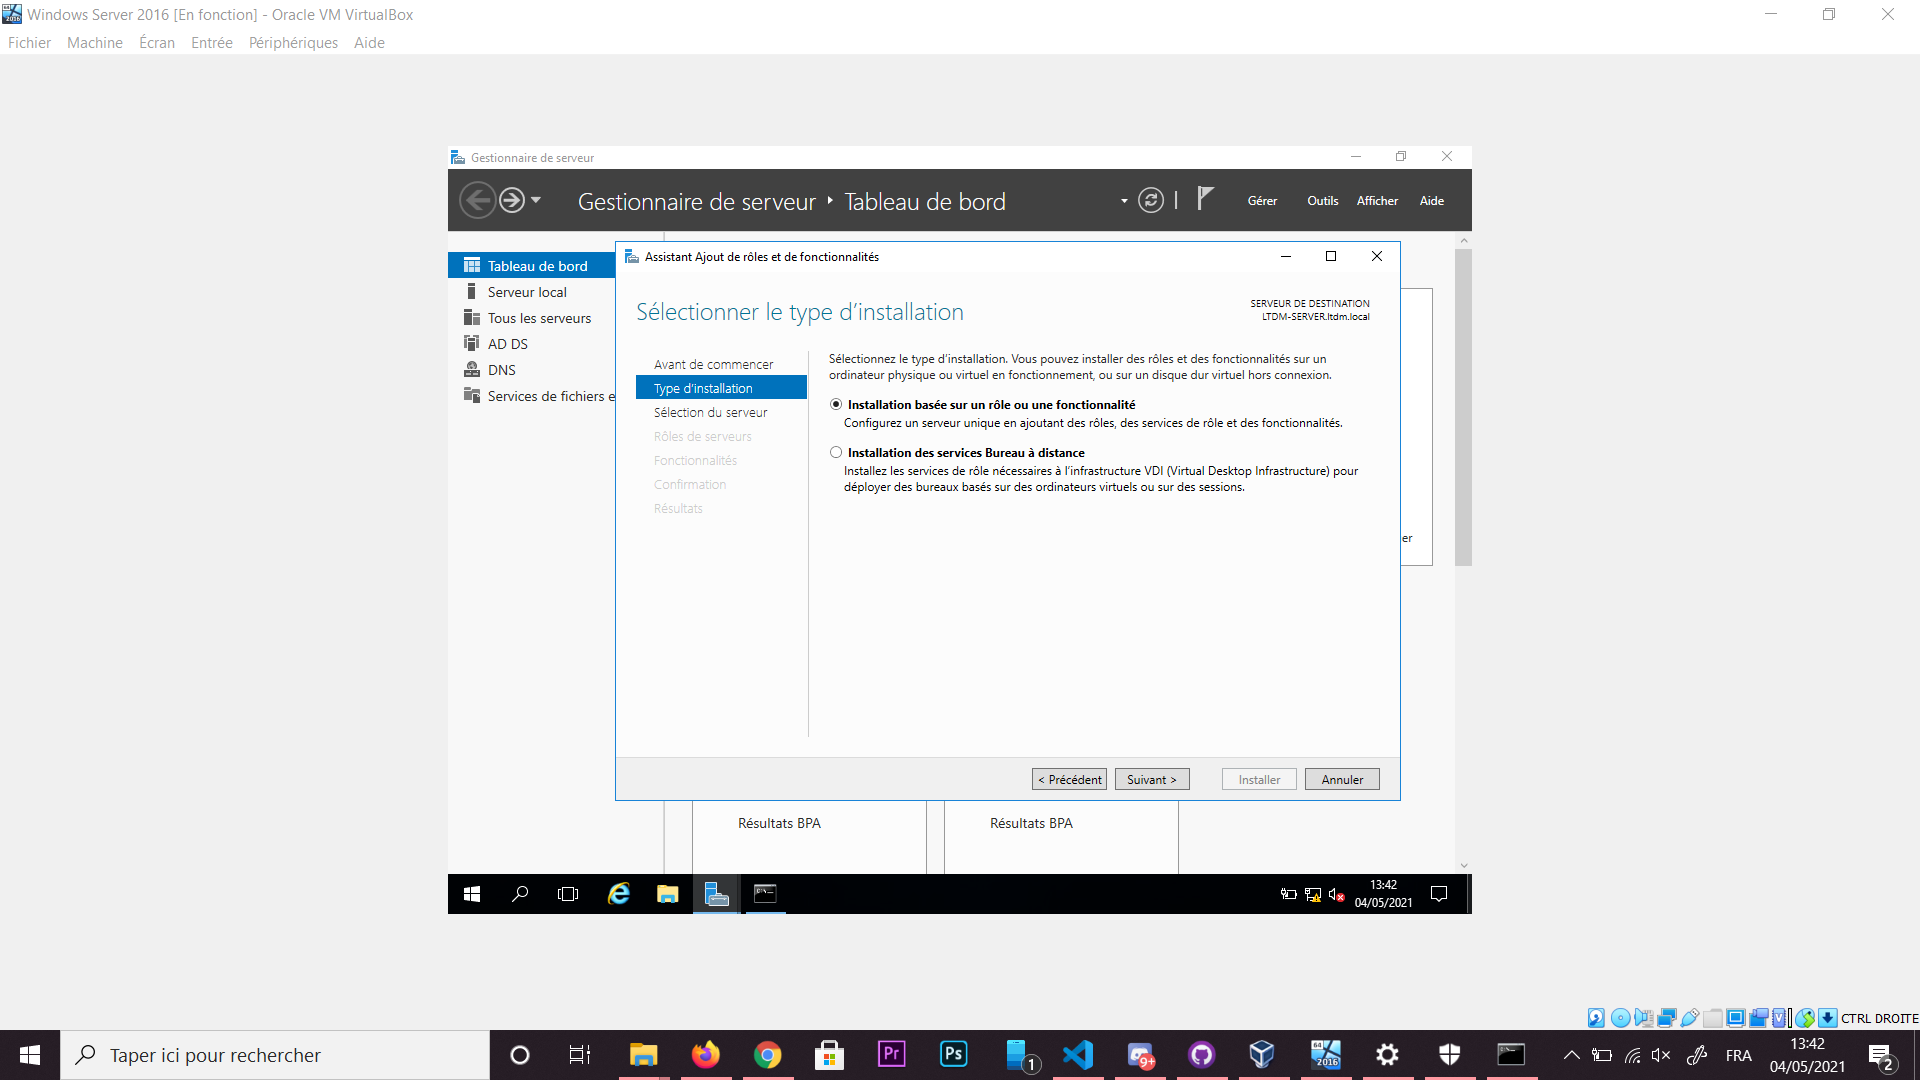 Windows Server 2016 [En fonction] - Oracle VM VirtualBox
Fichier Machine Écran Entrée Périphériques Aide
Gestionnaire de serveur
Gestionnaire de serveur ‣ Tableau de bord
Gérer Outils Afficher Aide
Tableau de bord
Serveur local
Tous les serveurs
AD DS
DNS
Services de fichiers e
Assistant Ajout de rôles et de fonctionnalités
Sélectionner le type d’installation
SERVEUR DE DESTINATION
LTDM-SERVER.ltdm.local
Avant de commencer
Type d’installation
Sélection du serveur
Rôles de serveurs
Fonctionnalités
Confirmation
Résultats
Sélectionnez le type d’installation. Vous pouvez installer des rôles et des fonctionnalités sur un
ordinateur physique ou virtuel en fonctionnement, ou sur un disque dur virtuel hors connexion.
Installation basée sur un rôle ou une fonctionnalité
Configurez un serveur unique en ajoutant des rôles, des services de rôle et des fonctionnalités.
Installation des services Bureau à distance
Installez les services de rôle nécessaires à l’infrastructure VDI (Virtual Desktop Infrastructure) pour
déployer des bureaux basés sur des ordinateurs virtuels ou sur des sessions.
er
< Précédent Suivant > Installer Annuler
Résultats BPA Résultats BPA
13:42
04/05/2021
CTRL DROITE
Taper ici pour rechercher
Pr
Ps
1
9+
64
2016
FRA
13:42
04/05/2021
2